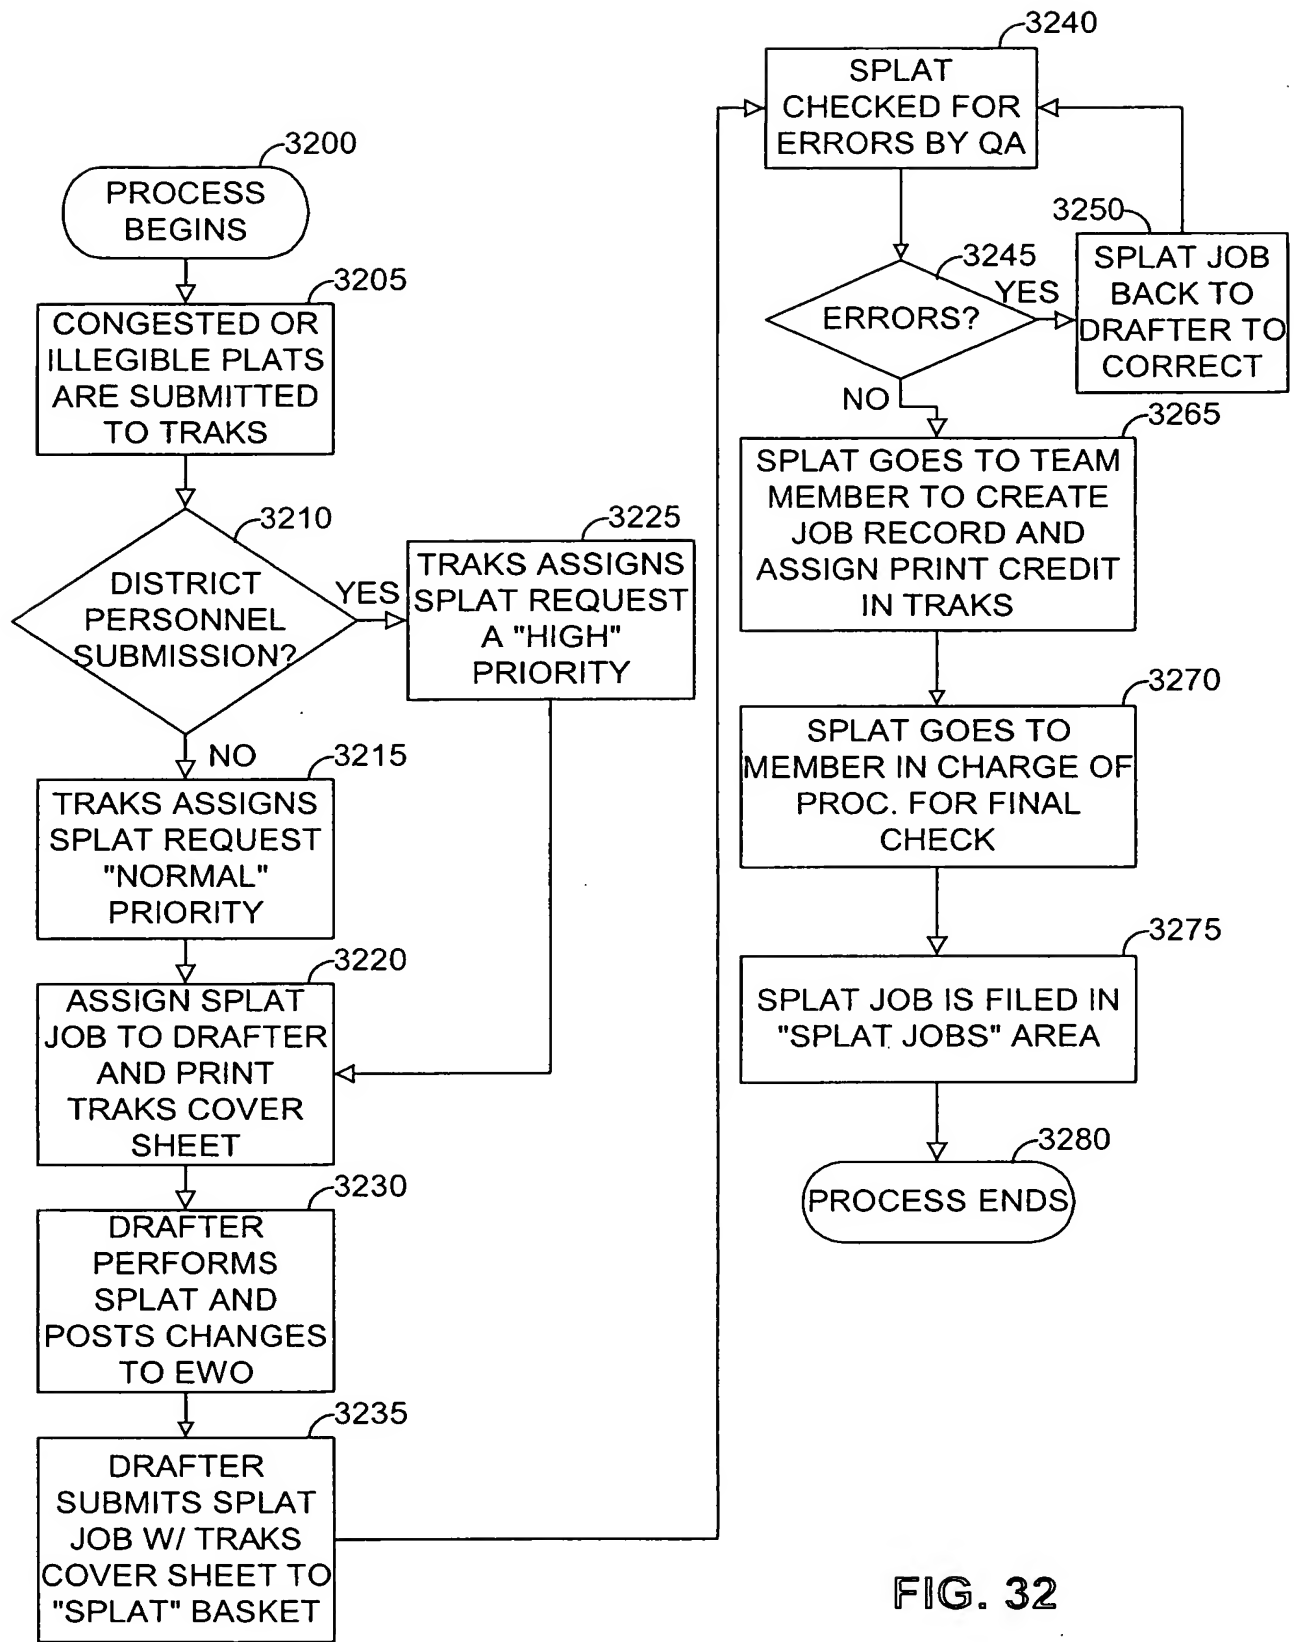 3200
PROCESS
BEGINS
3205
CONGESTED OR
ILLEGIBLE PLATS
ARE SUBMITTED
TO TRAKS
3210
DISTRICT
PERSONNEL
SUBMISSION?
YES
3225
TRAKS ASSIGNS
SPLAT REQUEST
A "HIGH"
PRIORITY
NO
3215
TRAKS ASSIGNS
SPLAT REQUEST
"NORMAL"
PRIORITY
3220
ASSIGN SPLAT
JOB TO DRAFTER
AND PRINT
TRAKS COVER
SHEET
3230
DRAFTER
PERFORMS
SPLAT AND
POSTS CHANGES
TO EWO
3235
DRAFTER
SUBMITS SPLAT
JOB W/ TRAKS
COVER SHEET TO
"SPLAT" BASKET
3240
SPLAT
CHECKED FOR
ERRORS BY QA
3245
ERRORS?
YES
3250
SPLAT JOB
BACK TO
DRAFTER TO
CORRECT
NO
3265
SPLAT GOES TO TEAM
MEMBER TO CREATE
JOB RECORD AND
ASSIGN PRINT CREDIT
IN TRAKS
3270
SPLAT GOES TO
MEMBER IN CHARGE OF
PROC. FOR FINAL
CHECK
3275
SPLAT JOB IS FILED IN
"SPLAT JOBS" AREA
3280
PROCESS ENDS
FIG. 32